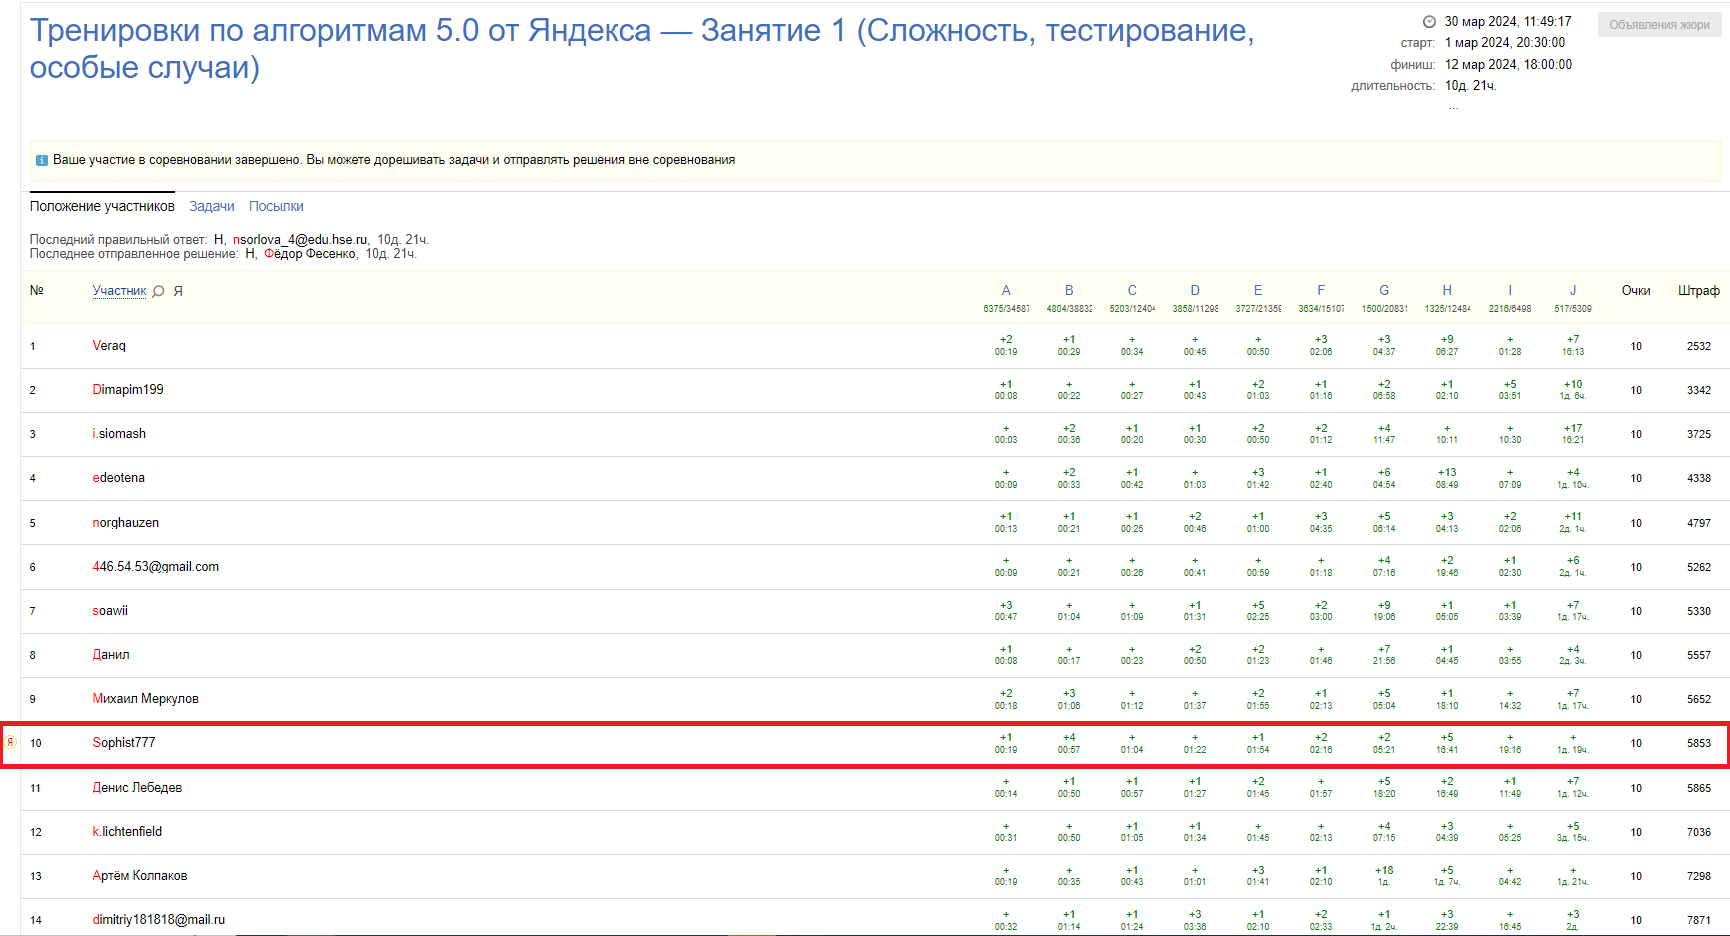 Тренировки по алгоритмам 5.0 от Яндекса — Занятие 1 (Сложность, тестирование,
особые случаи)
30 мар 2024, 11:49:17
старт: 1 мар 2024, 20:30:00
финиш: 12 мар 2024, 18:00:00
длительность: 10д. 21ч.
...
Объявления жюри
Ваше участие в соревновании завершено. Вы можете дорешивать задачи и отправлять решения вне соревнования
Положение участников Задачи Посылки
Последний правильный ответ: H, nsorlova_4@edu.hse.ru, 10д. 21ч.
Последнее отправленное решение: H, Фёдор Фесенко, 10д. 21ч.
№ Участник Я A B C D E F G H I J Очки Штраф
6375/34587 4804/38832 5203/12404 3858/11298 3727/21359 3634/15107 1500/20831 1325/12484 2216/6498 517/5309
1 Veraq +2 +1 + + + +3 +3 +9 + +7 10 2532
00:19 00:29 00:34 00:45 00:50 02:06 04:37 06:27 01:28 16:13
2 Dimapim199 +1 + + +1 +2 +1 +2 +1 +5 +10 10 3342
00:08 00:22 00:27 00:43 01:03 01:16 06:58 02:10 03:51 1д. 6ч.
3 i.siomash + +2 +1 +1 +2 +2 +4 + + +17 10 3725
00:03 00:36 00:20 00:30 00:50 01:12 11:47 10:11 10:30 16:21
4 edeotena + +2 +1 + +3 +1 +6 +13 + +4 10 4338
00:09 00:33 00:42 01:03 01:42 02:40 04:54 08:49 07:09 1д. 10ч.
5 norghauzen +1 +1 +1 +2 +1 +3 +5 +3 +2 +11 10 4797
00:13 00:21 00:25 00:46 01:00 04:35 06:14 04:13 02:06 2д. 1ч.
6 446.54.53@gmail.com + + + + + + +4 +2 +1 +6 10 5262
00:09 00:21 00:26 00:41 00:59 01:18 07:16 19:46 02:30 2д. 1ч.
7 soawii +3 + + +1 +5 +2 +9 +1 +1 +7 10 5330
00:47 01:04 01:09 01:31 02:25 03:00 19:06 05:05 03:39 1д. 17ч.
8 Данил +1 + + +2 +2 + +7 +1 + +4 10 5557
00:08 00:17 00:23 00:50 01:23 01:46 21:56 04:45 03:55 2д. 3ч.
9 Михаил Меркулов +2 +3 + + +2 +1 +5 +1 + +7 10 5652
00:18 01:06 01:12 01:37 01:55 02:13 05:04 18:10 14:32 1д. 17ч.
Я 10 Sophist777 +1 +4 + + +1 +2 +2 +5 + + 10 5853
00:19 00:57 01:04 01:22 01:54 02:16 05:21 16:41 19:16 1д. 19ч.
11 Денис Лебедев + +1 +1 +1 +2 + +5 +2 +1 +7 10 5865
00:14 00:50 00:57 01:27 01:45 01:57 18:20 16:49 11:49 1д. 12ч.
12 k.lichtenfield + + +1 +1 + + +4 +3 + +5 10 7036
00:31 00:50 01:05 01:34 01:45 02:13 07:15 04:39 05:25 3д. 15ч.
13 Артём Колпаков + + +1 + +3 +1 +18 +5 + + 10 7298
00:19 00:35 00:43 01:01 01:41 02:10 1д. 1д. 7ч. 04:42 1д. 21ч.
14 dimitriy181818@mail.ru + +1 +1 +3 +1 +2 +1 +3 + +3 10 7871
00:32 01:14 01:24 03:36 02:10 02:33 1д. 2ч. 22:39 16:45 2д.